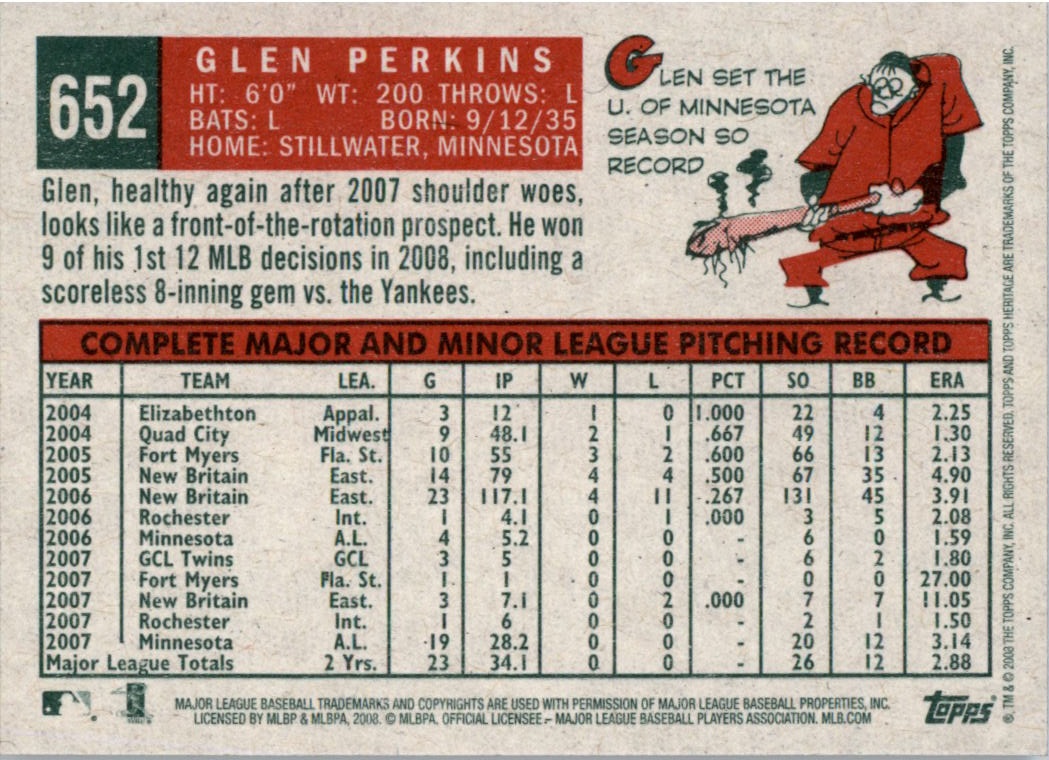 652
GLEN PERKINS
HT: 6'0" WT: 200 THROWS: L
BATS: L BORN: 9/12/35
HOME: STILLWATER, MINNESOTA
GLEN SET THE
U. OF MINNESOTA
SEASON SO
RECORD
Glen, healthy again after 2007 shoulder woes,
looks like a front-of-the-rotation prospect. He won
9 of his 1st 12 MLB decisions in 2008, including a
scoreless 8-inning gem vs. the Yankees.
COMPLETE MAJOR AND MINOR LEAGUE PITCHING RECORD
YEAR TEAM LEA. G IP W L PCT SO BB ERA
2004 Elizabethton Appal. 3 12 1 0 1.000 22 4 2.25
2004 Quad City Midwest 9 48.1 2 1 .667 49 12 1.30
2005 Fort Myers Fla. St. 10 55 3 2 .600 66 13 2.13
2005 New Britain East. 14 79 4 4 .500 67 35 4.90
2006 New Britain East. 23 117.1 4 11 .267 131 45 3.91
2006 Rochester Int. 1 4.1 0 1 .000 3 5 2.08
2006 Minnesota A.L. 4 5.2 0 0 - 6 0 1.59
2007 GCL Twins GCL 3 5 0 0 - 6 2 1.80
2007 Fort Myers Fla. St. 1 1 0 0 - 0 0 27.00
2007 New Britain East. 3 7.1 0 2 .000 7 7 11.05
2007 Rochester Int. 1 6 0 0 - 2 1 1.50
2007 Minnesota A.L. 19 28.2 0 0 - 20 12 3.14
Major League Totals 2 Yrs. 23 34.1 0 0 - 26 12 2.88
MAJOR LEAGUE BASEBALL TRADEMARKS AND COPYRIGHTS ARE USED WITH PERMISSION OF MAJOR LEAGUE BASEBALL PROPERTIES, INC.
LICENSED BY MLBP & MLBPA, 2008. © MLBPA, OFFICIAL LICENSEE - MAJOR LEAGUE BASEBALL PLAYERS ASSOCIATION. MLB.COM
Topps
®, TM & © 2008 THE TOPPS COMPANY, INC. ALL RIGHTS RESERVED. TOPPS AND TOPPS HERITAGE ARE TRADEMARKS OF THE TOPPS COMPANY, INC.